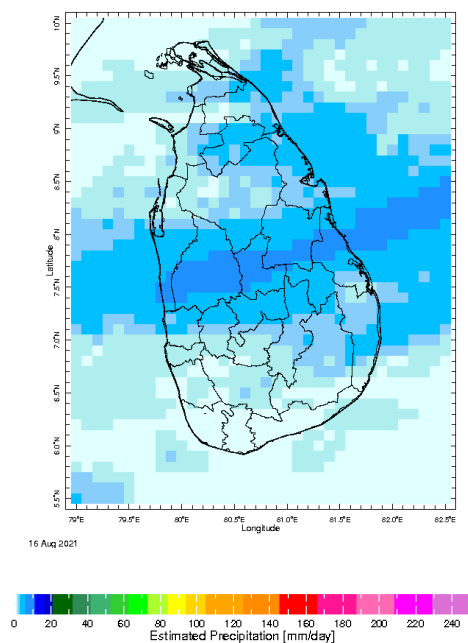 10°N
9.5°N
9°N
8.5°N
8°N
Latitude
7.5°N
7.0°N
6.5°N
6.0°N
5.5°N
79°E 79.5°E 80°E 80.5°E 81°E 81.5°E 82.0°E 82.5°E
Longitude
16 Aug 2021
0 20 40 60 80 100 120 140 160 180 200 220 240
Estimated Precipitation [mm/day]